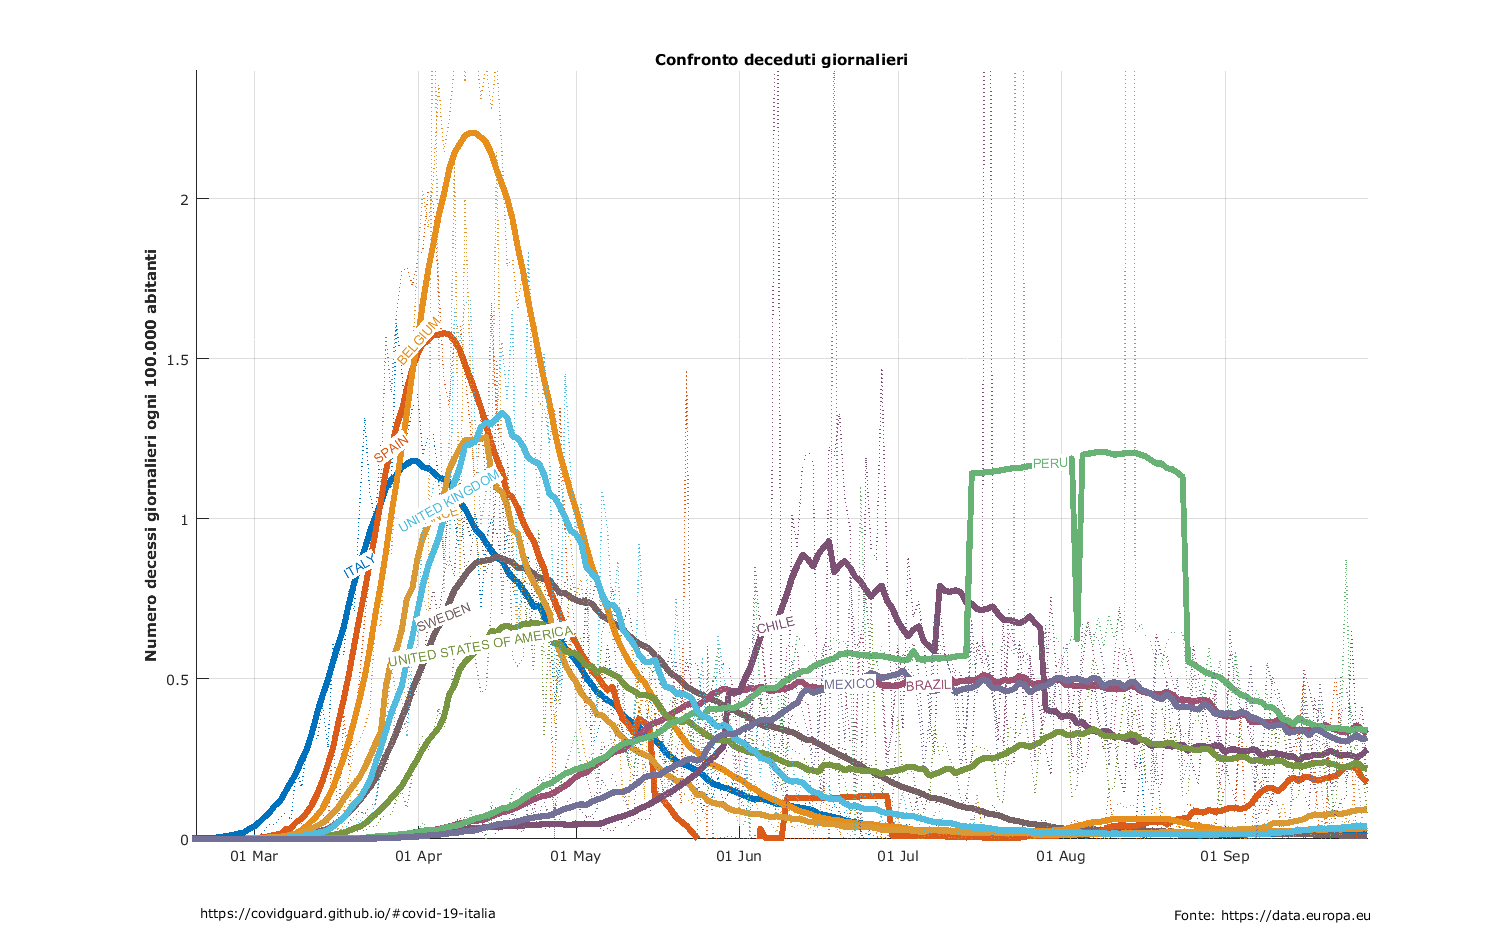 Confronto deceduti giornalieri
Numero decessi giornalieri ogni 100.000 abitanti
2
1.5
1
0.5
0
BELGIUM
SPAIN
UNITED KINGDOM
ITALY
SWEDEN
UNITED STATES OF AMERICA
CHILE
PERU
MEXICO
BRAZIL
01 Mar
01 Apr
01 May
01 Jun
01 Jul
01 Aug
01 Sep
https://covidguard.github.io/#covid-19-italia
Fonte: https://data.europa.eu